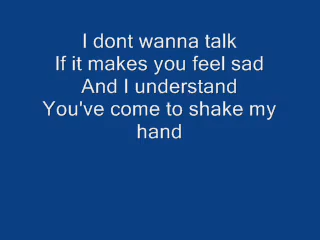 I dont wanna talk
If it makes you feel sad
And I understand
You've come to shake my
hand